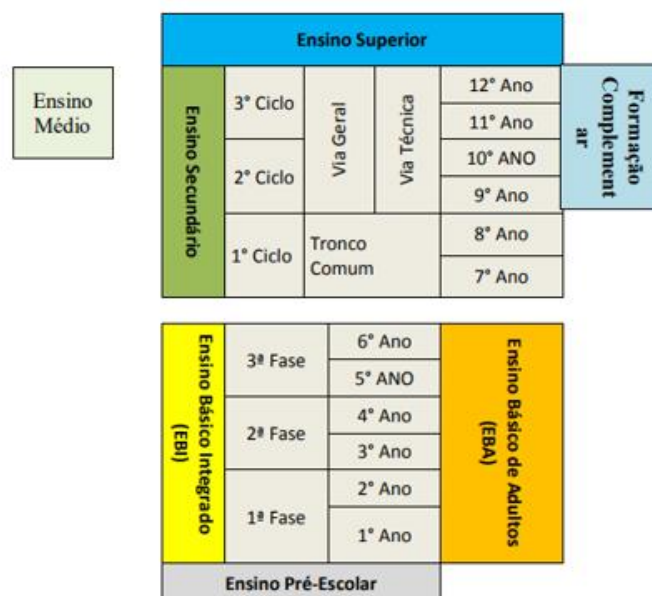 Ensino Superior
Ensino
Médio
Ensino Secundário
3° Ciclo
2° Ciclo
1° Ciclo
Via Geral
Via Técnica
Tronco
Comum
12° Ano
11° Ano
10° ANO
9° Ano
8° Ano
7° Ano
Formação
Complement
ar
Ensino Básico Integrado
(EBI)
3ª Fase
2ª Fase
1ª Fase
6° Ano
5° ANO
4° Ano
3° Ano
2° Ano
1° Ano
Ensino Básico de Adultos
(EBA)
Ensino Pré-Escolar